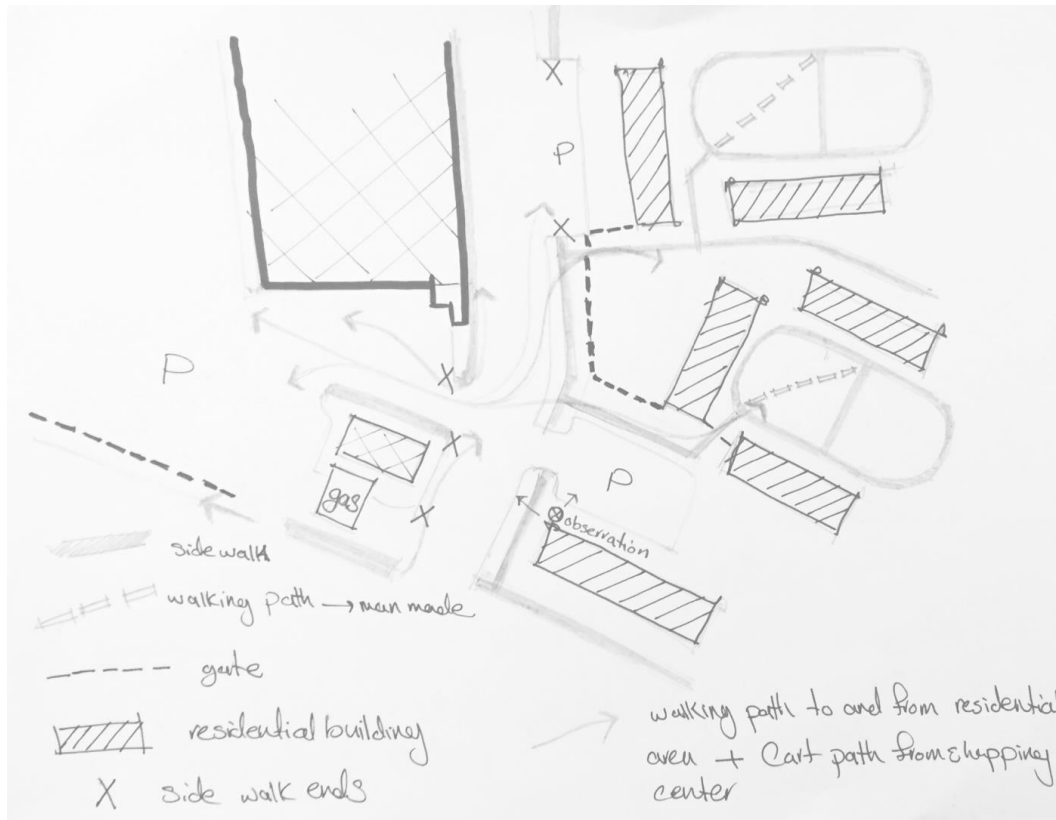 P
P
P
gas
observation
side walk
walking path → man made
gate
residential building
X side walk ends
walking path to and from residential
area + Cart path from shopping
center
X
X
X
X
X